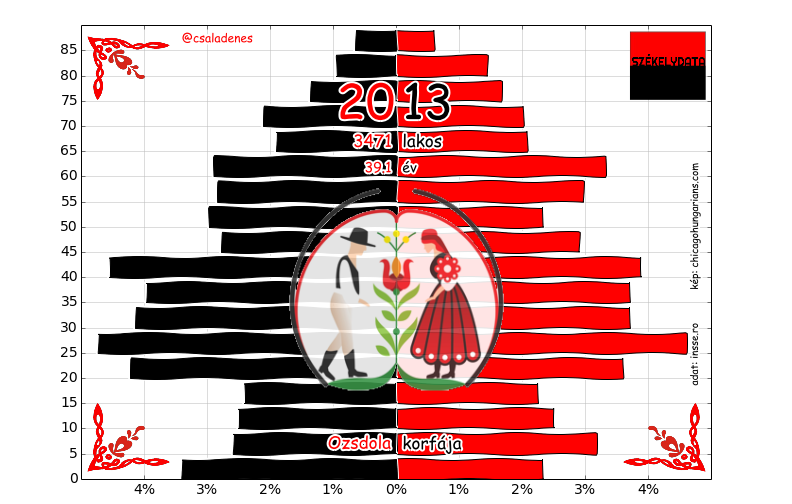 @csaladenes
SZÉKELYDATA
2013
3471 lakos
39.1 év
kép: chicagohungarians.com
adat: insse.ro
Ozsdola korfája
85
80
75
70
65
60
55
50
45
40
35
30
25
20
15
10
5
0
4% 3% 2% 1% 0% 1% 2% 3% 4%